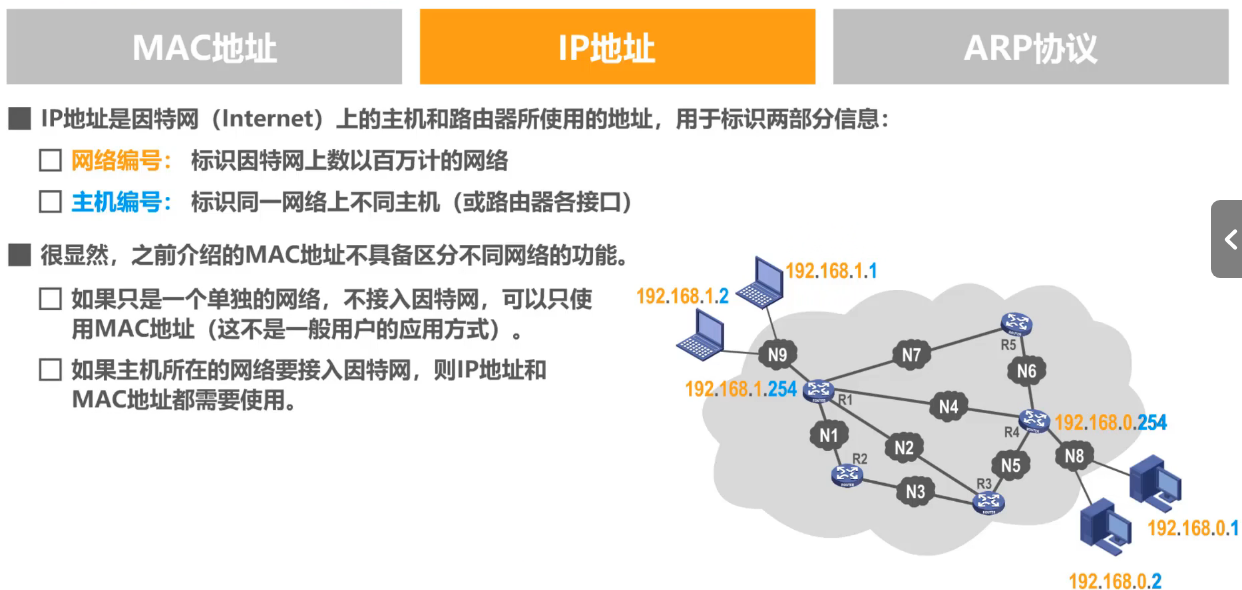 MAC地址
IP地址
ARP协议
IP地址是因特网（Internet）上的主机和路由器所使用的地址，用于标识两部分信息：
网络编号： 标识因特网上数以百万计的网络
主机编号： 标识同一网络上不同主机（或路由器各接口）
很显然，之前介绍的MAC地址不具备区分不同网络的功能。
如果只是一个单独的网络，不接入因特网，可以只使
用MAC地址（这不是一般用户的应用方式）。
如果主机所在的网络要接入因特网，则IP地址和
MAC地址都需要使用。
192.168.1.1
192.168.1.2
N9
192.168.1.254
R1
N7
R5
N6
N4
R4
192.168.0.254
N1
N2
N5
N8
R2
N3
R3
192.168.0.1
192.168.0.2